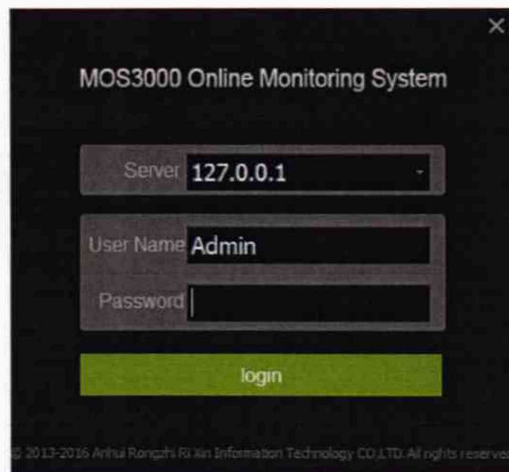 MOS3000 Online Monitoring System
Server 127.0.0.1
User Name Admin
Password
login
© 2013-2016 Anhui Rongzhi Ri Xin Information Technology CO.,LTD. All rights reserved